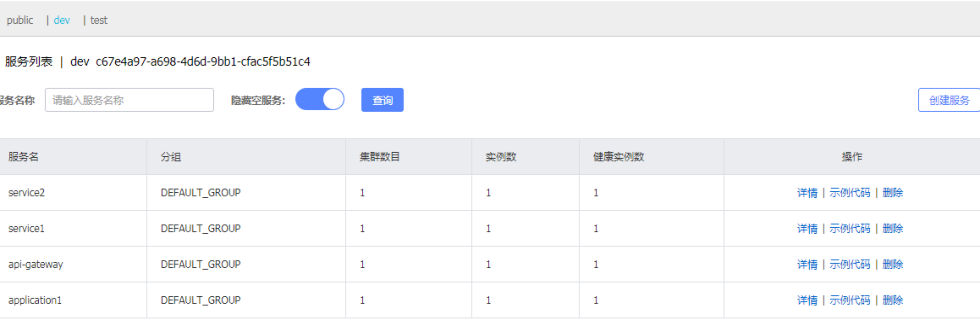 public | dev | test
服务列表 | dev c67e4a97-a698-4d6d-9bb1-cfac5f5b51c4
服务名称 请输入服务名称 隐藏空服务: 查询 创建服务
服务名 分组 集群数目 实例数 健康实例数 操作
service2 DEFAULT_GROUP 1 1 1 详情 | 示例代码 | 删除
service1 DEFAULT_GROUP 1 1 1 详情 | 示例代码 | 删除
api-gateway DEFAULT_GROUP 1 1 1 详情 | 示例代码 | 删除
application1 DEFAULT_GROUP 1 1 1 详情 | 示例代码 | 删除